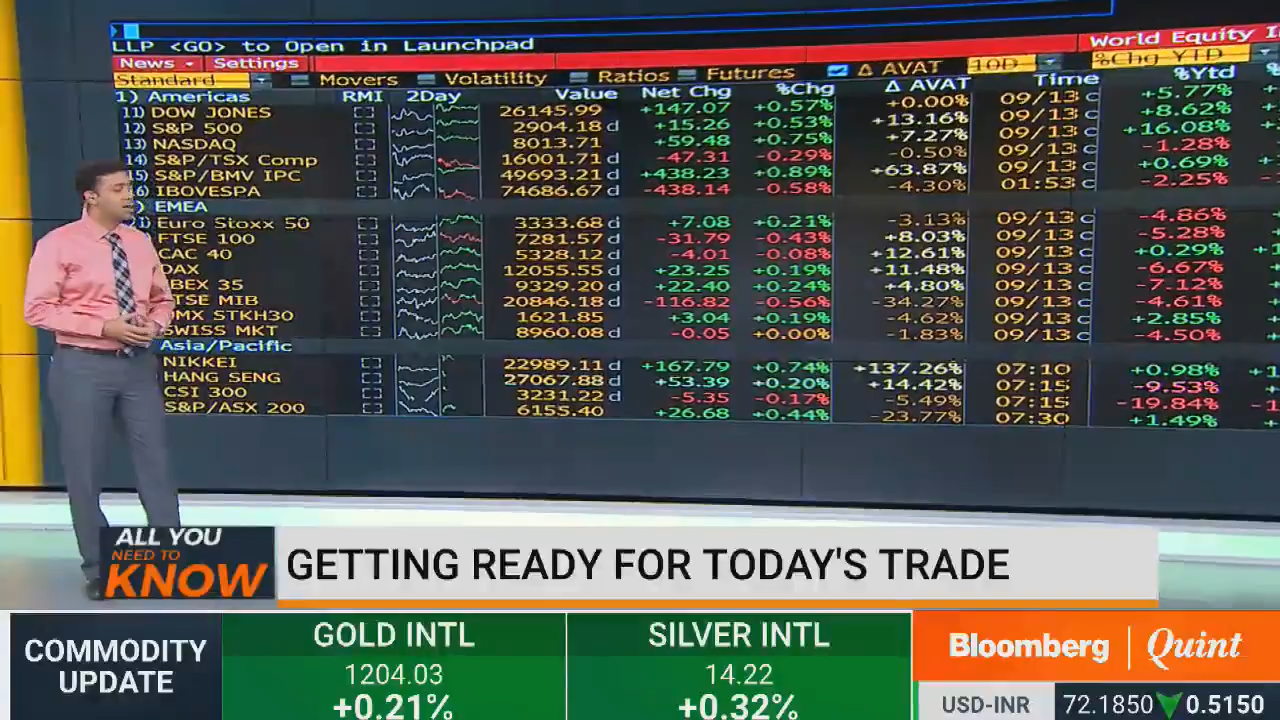 LLP <GO> to Open in Launchpad
World Equity I
News Settings
%Chg YTD
Standard Movers Volatility Ratios Futures Δ AVAT 10D
1) Americas RMI 2Day Value Net Chg %Chg Δ AVAT Time %Ytd
11) DOW JONES 26145.99 +147.07 +0.57% +0.00% 09/13 c +5.77%
12) S&P 500 2904.18 d +15.26 +0.53% +13.16% 09/13 c +8.62%
13) NASDAQ 8013.71 +59.48 +0.75% +7.27% 09/13 c +16.08%
14) S&P/TSX Comp 16001.71 d -47.31 -0.29% -0.50% 09/13 c -1.28%
15) S&P/BMV IPC 49693.21 d +438.23 +0.89% +63.87% 09/13 c +0.69%
16) IBOVESPA 74686.67 d -438.14 -0.58% -4.30% 01:53 c -2.25%
) EMEA
21) Euro Stoxx 50 3333.68 d +7.08 +0.21% -3.13% 09/13 c -4.86%
FTSE 100 7281.57 d -31.79 -0.43% +8.03% 09/13 c -5.28%
CAC 40 5328.12 d -4.01 -0.08% +12.61% 09/13 c +0.29%
DAX 12055.55 d +23.25 +0.19% +11.48% 09/13 c -6.67%
IBEX 35 9329.20 d +22.40 +0.24% +4.80% 09/13 c -7.12%
FTSE MIB 20846.18 d -116.82 -0.56% -34.27% 09/13 c -4.61%
OMX STKH30 1621.85 +3.04 +0.19% -4.62% 09/13 c +2.85%
SWISS MKT 8960.08 d -0.05 +0.00% -1.83% 09/13 c -4.50%
Asia/Pacific
NIKKEI 22989.11 d +167.79 +0.74% +137.26% 07:10 +0.98%
HANG SENG 27067.88 d +53.39 +0.20% +14.42% 07:15 -9.53%
CSI 300 3231.22 d -5.35 -0.17% -5.49% 07:15 -19.84%
S&P/ASX 200 6155.40 +26.68 +0.44% -23.77% 07:30 +1.49%
ALL YOU
NEED TO
KNOW
GETTING READY FOR TODAY'S TRADE
COMMODITY
UPDATE
GOLD INTL
1204.03
+0.21%
SILVER INTL
14.22
+0.32%
Bloomberg | Quint
USD-INR 72.1850 0.5150